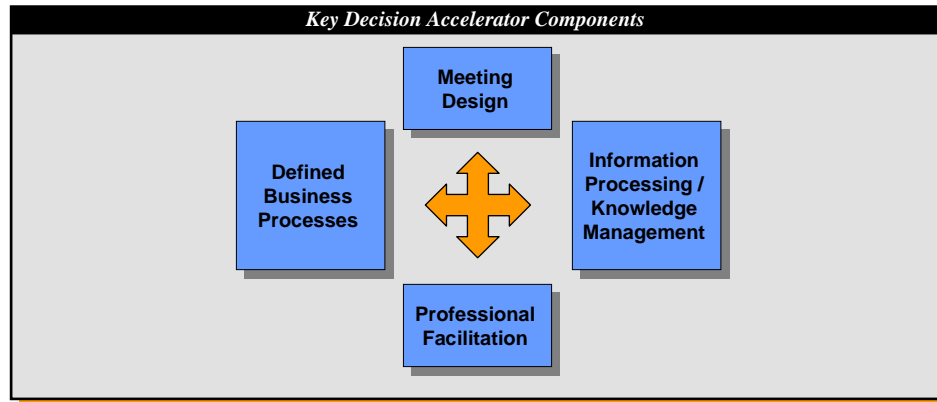 Key Decision Accelerator Components
Meeting
Design
Defined
Business
Processes
Information
Processing /
Knowledge
Management
Professional
Facilitation